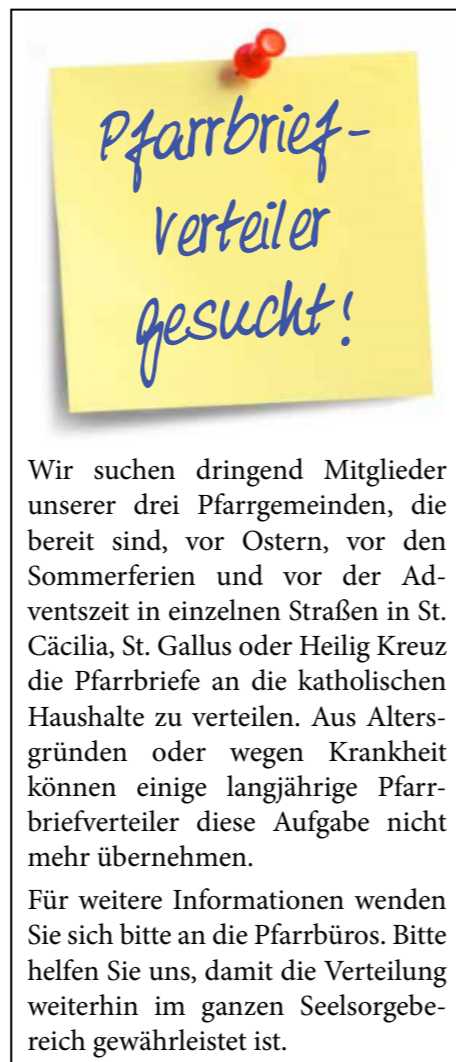 Pfarrbrief-
verteiler
gesucht!
Wir suchen dringend Mitglieder
unserer drei Pfarrgemeinden, die
bereit sind, vor Ostern, vor den
Sommerferien und vor der Ad-
ventszeit in einzelnen Straßen in St.
Cäcilia, St. Gallus oder Heilig Kreuz
die Pfarrbriefe an die katholischen
Haushalte zu verteilen. Aus Alters-
gründen oder wegen Krankheit
können einige langjährige Pfarr-
briefverteiler diese Aufgabe nicht
mehr übernehmen.
Für weitere Informationen wenden
Sie sich bitte an die Pfarrbüros. Bitte
helfen Sie uns, damit die Verteilung
weiterhin im ganzen Seelsorgebe-
reich gewährleistet ist.